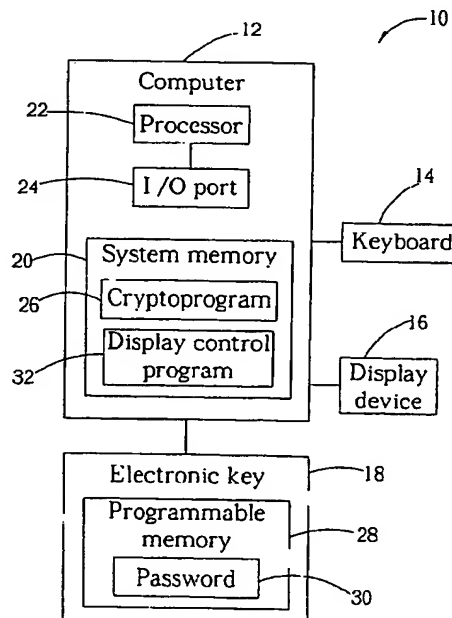 12
10
Computer
22
Processor
24
I/O port
14
Keyboard
20
System memory
26
Cryptoprogram
32
Display control
program
16
Display
device
Electronic key
18
Programmable
memory
28
Password
30